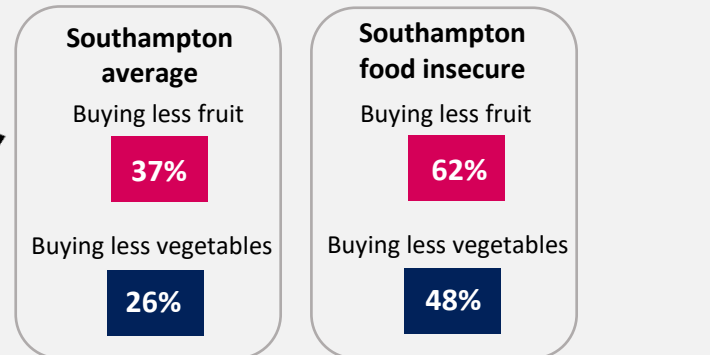 Southampton
average
Buying less fruit
37%
Buying less vegetables
26%
Southampton
food insecure
Buying less fruit
62%
Buying less vegetables
48%